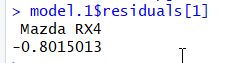 > model.1$residuals[1]
Mazda RX4
-0.8015013
>